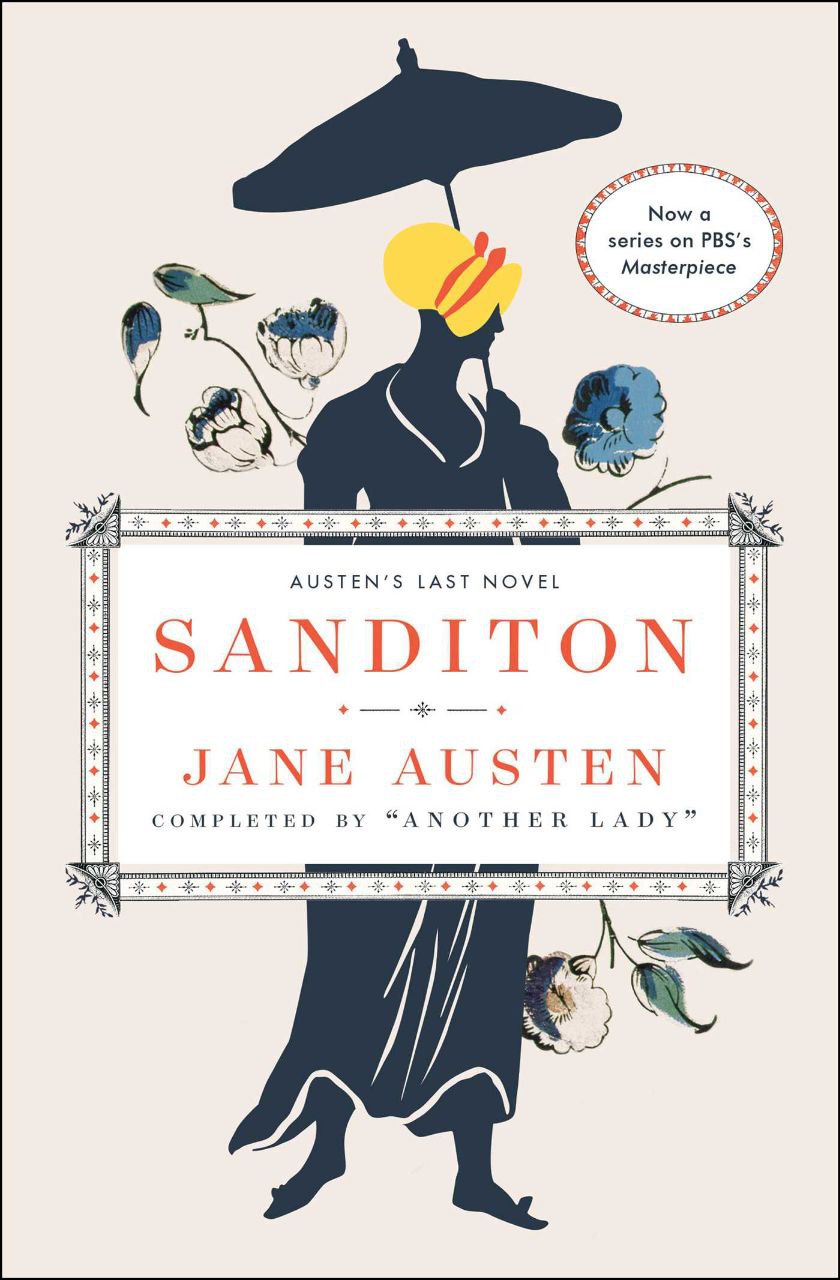 Now a
series on PBS's
Masterpiece
AUSTEN'S LAST NOVEL
SANDITON
JANE AUSTEN
COMPLETED BY “ANOTHER LADY”